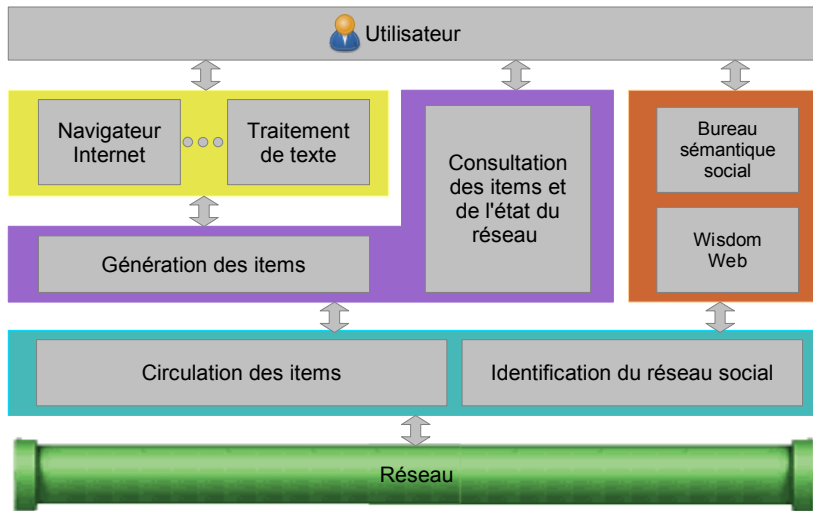 Utilisateur
Navigateur
Internet
Traitement
de texte
Consultation
des items et
de l'état du
réseau
Bureau
sémantique
social
Wisdom
Web
Génération des items
Circulation des items
Identification du réseau social
Réseau